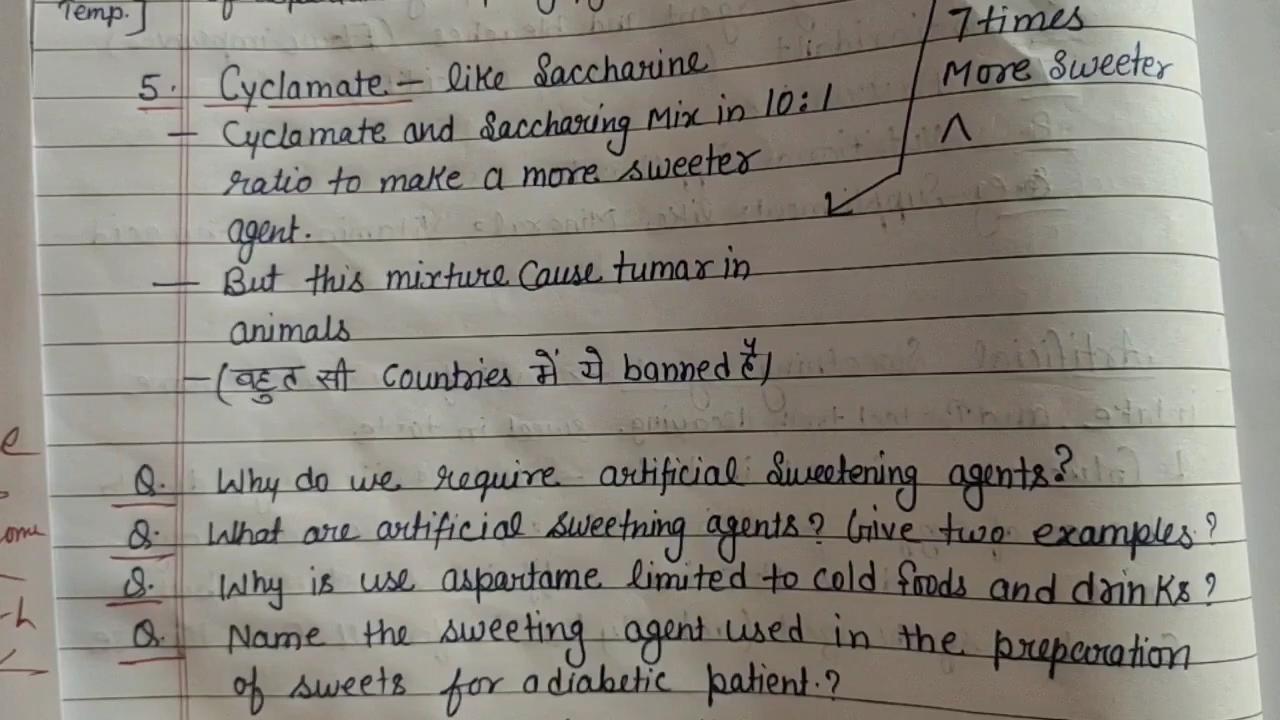 Temp.]
7 times
More Sweeter
5. Cyclamate - like Saccharine
- Cyclamate and Saccharing Mix in 10:1
ratio to make a more sweeter
agent.
- But this mixture Cause tumar in
animals
- (बहुत सी Countries में ये banned है)
Q. Why do we require artificial Sweetening agents?
Q. What are artificial sweetning agents? Give two examples?
Q. Why is use aspartame limited to cold foods and drinks?
Q. Name the sweeting agent used in the preparation
of sweets for a diabetic patient.?